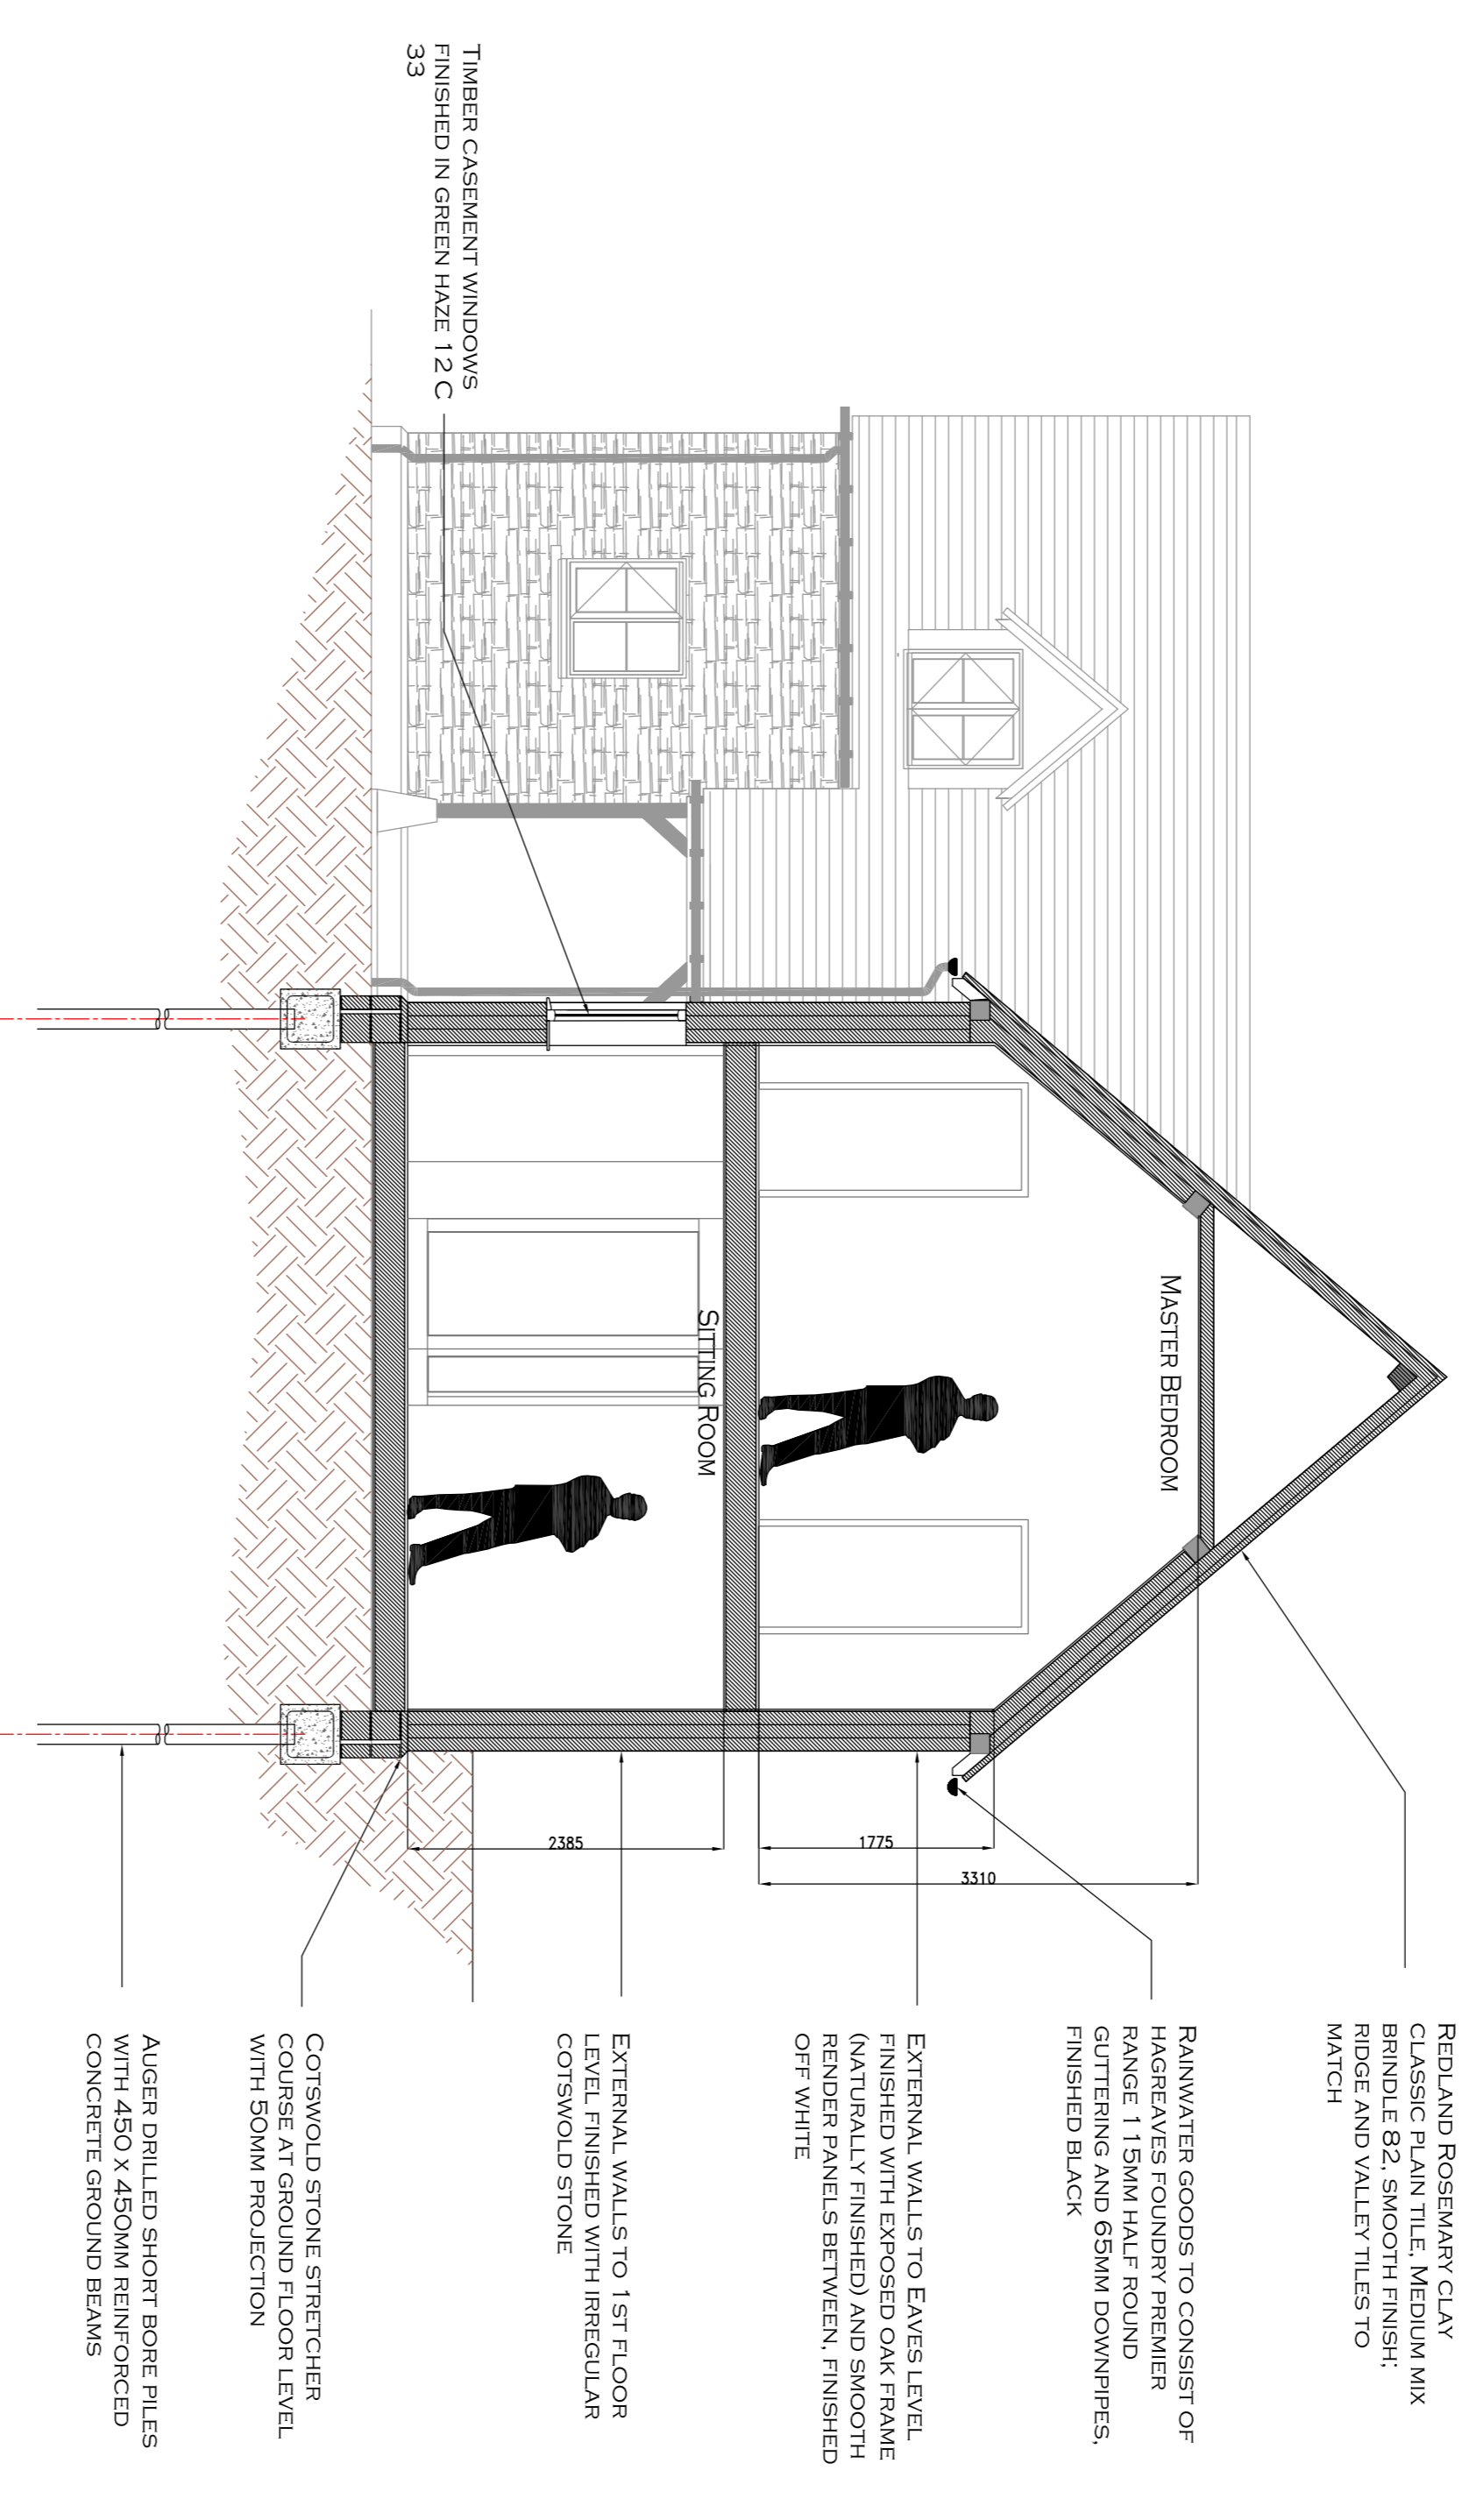 TIMBER CASEMENT WINDOWS
FINISHED IN GREEN HAZE 12 C
33
MASTER BEDROOM
SITTING ROOM
2385
1775
3310
REDLAND ROSEMARY CLAY
CLASSIC PLAIN TILE, MEDIUM MIX
BRINDLE 82, SMOOTH FINISH;
RIDGE AND VALLEY TILES TO
MATCH
RAINWATER GOODS TO CONSIST OF
HAGREAVES FOUNDRY PREMIER
RANGE 115MM HALF ROUND
GUTTERING AND 65MM DOWNPIPES,
FINISHED BLACK
EXTERNAL WALLS TO EAVES LEVEL
FINISHED WITH EXPOSED OAK FRAME
(NATURALLY FINISHED) AND SMOOTH
RENDER PANELS BETWEEN, FINISHED
OFF WHITE
EXTERNAL WALLS TO 1ST FLOOR
LEVEL FINISHED WITH IRREGULAR
COTSWOLD STONE
COTSWOLD STONE STRETCHER
COURSE AT GROUND FLOOR LEVEL
WITH 50MM PROJECTION
AUGER DRILLED SHORT BORE PILES
WITH 450 X 450MM REINFORCED
CONCRETE GROUND BEAMS